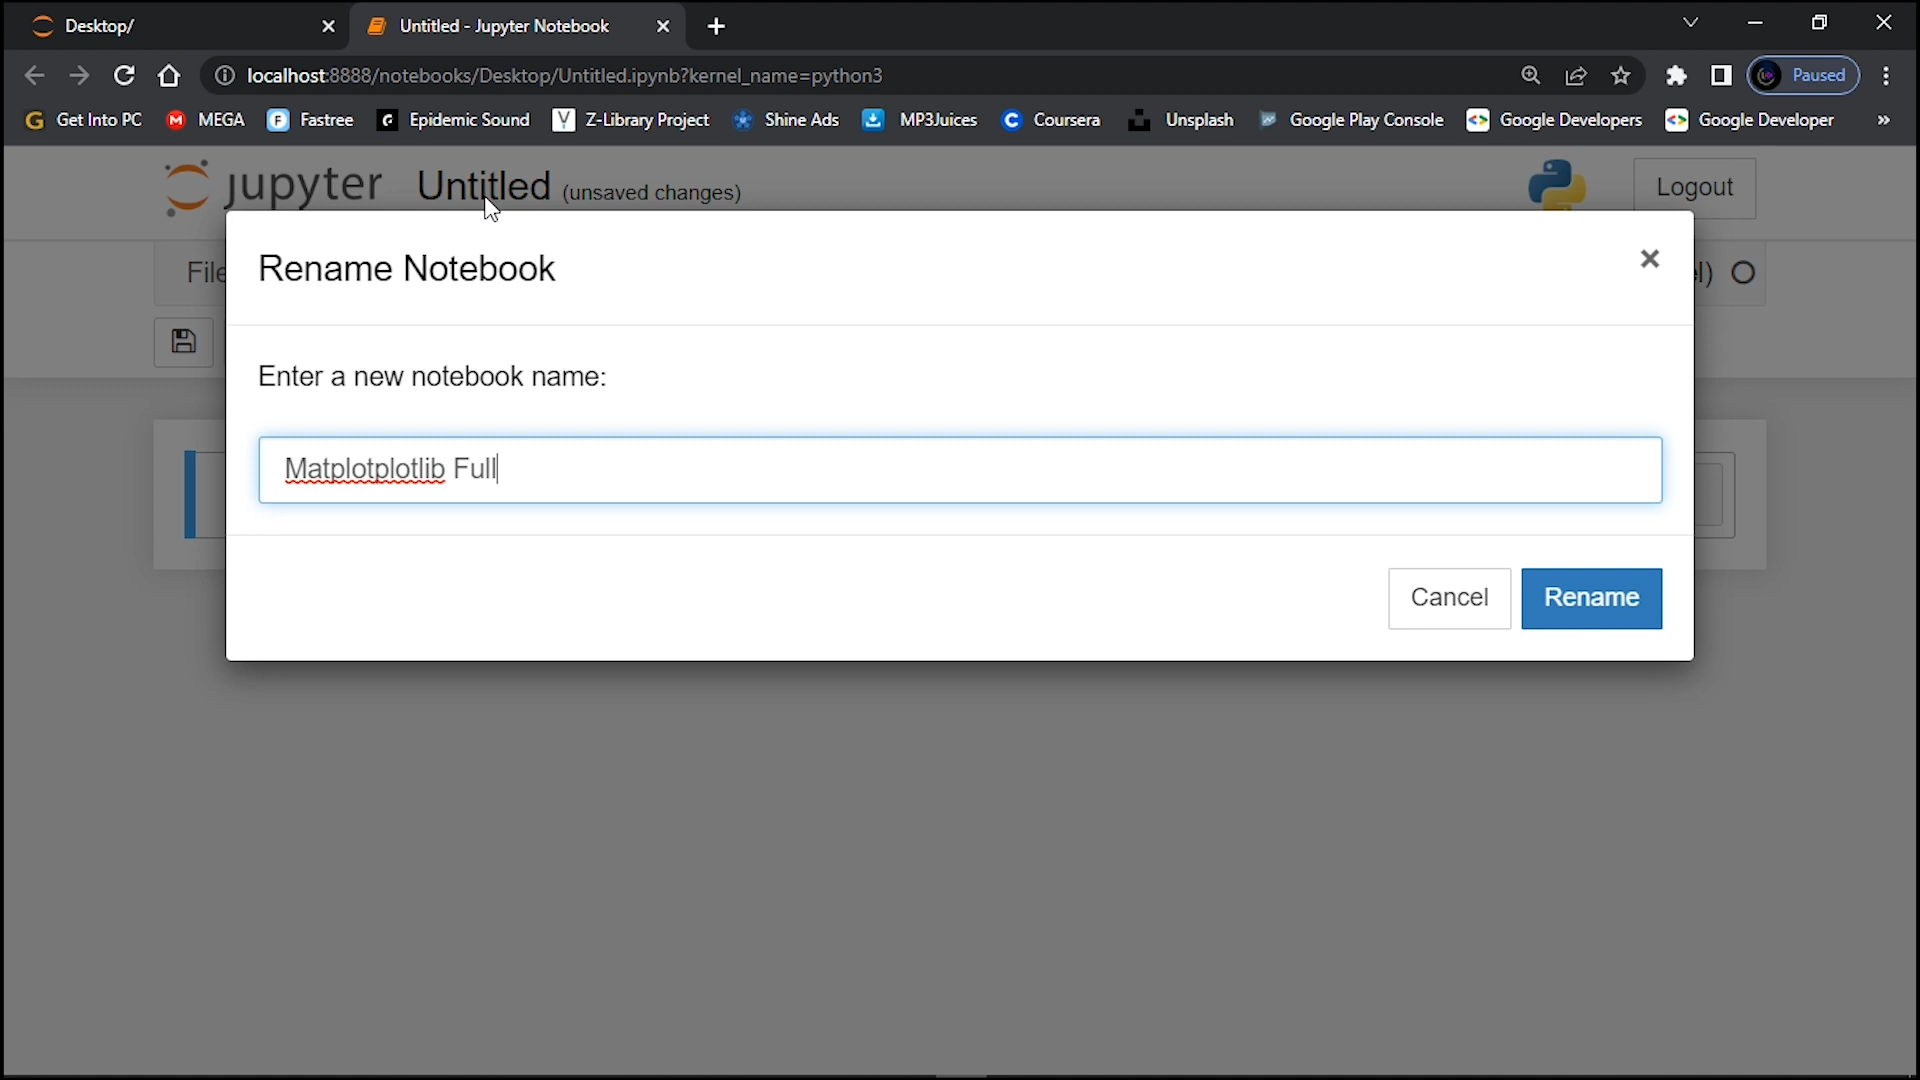 Desktop/
Untitled - Jupyter Notebook
localhost:8888/notebooks/Desktop/Untitled.ipynb?kernel_name=python3
Paused
Get Into PC MEGA Fastree Epidemic Sound Z-Library Project Shine Ads MP3Juices Coursera Unsplash Google Play Console Google Developers Google Developer »
jupyter Untitled (unsaved changes)
Logout
Rename Notebook
File
Enter a new notebook name:
Matplotplotlib Full
Cancel Rename